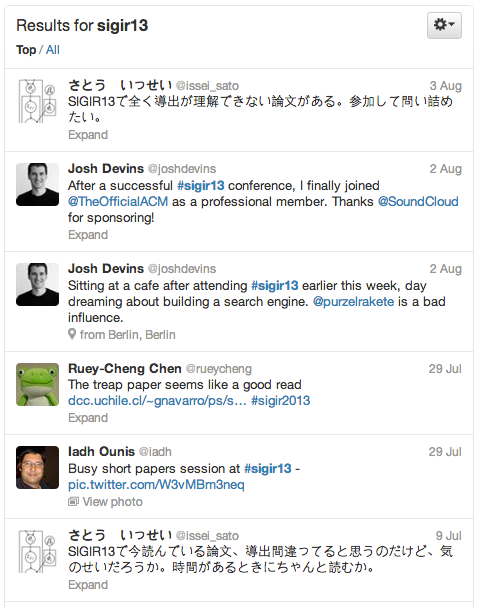 Results for sigir13
Top / All
さとう　いっせい @issei_sato 3 Aug
SIGIR13で全く導出が理解できない論文がある。参加して問い詰め
たい。
Expand
Josh Devins @joshdevins 2 Aug
After a successful #sigir13 conference, I finally joined
@TheOfficialACM as a professional member. Thanks @SoundCloud
for sponsoring!
Expand
Josh Devins @joshdevins 2 Aug
Sitting at a cafe after attending #sigir13 earlier this week, day
dreaming about building a search engine. @purzelrakete is a bad
influence.
from Berlin, Berlin
Ruey-Cheng Chen @rueycheng 29 Jul
The treap paper seems like a good read
dcc.uchile.cl/~gnavarro/ps/s… #sigir2013
Expand
Iadh Ounis @iadh 29 Jul
Busy short papers session at #sigir13 -
pic.twitter.com/W3vMBm3neq
View photo
さとう　いっせい @issei_sato 9 Jul
SIGIR13で今読んでいる論文、導出間違ってると思うのだけど、気
のせいだろうか。時間があるときにちゃんと読むか。
Expand